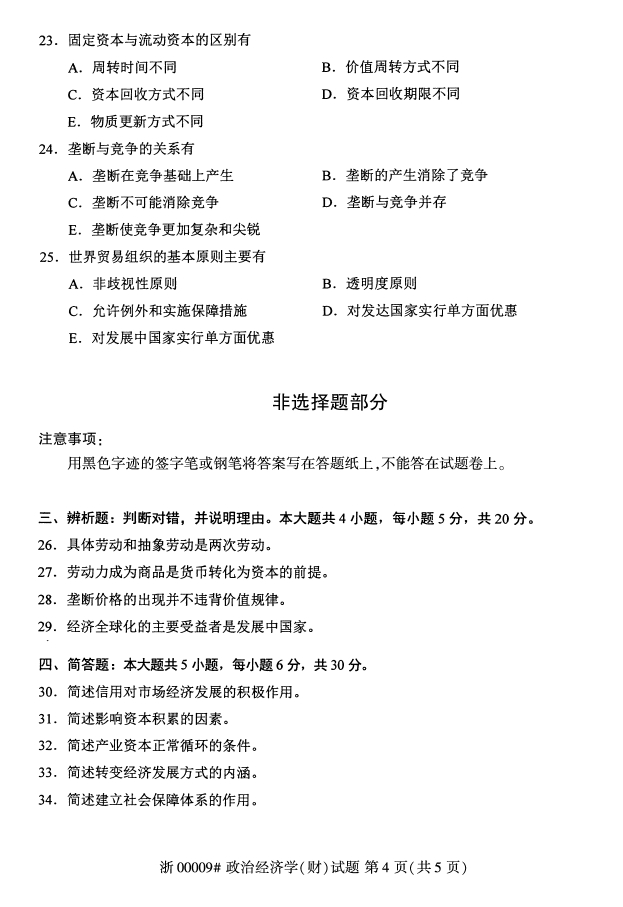 23．固定资本与流动资本的区别有
A．周转时间不同　B．价值周转方式不同
C．资本回收方式不同　D．资本回收期限不同
E．物质更新方式不同
24．垄断与竞争的关系有
A．垄断在竞争基础上产生　B．垄断的产生消除了竞争
C．垄断不可能消除竞争　D．垄断与竞争并存
E．垄断使竞争更加复杂和尖锐
25．世界贸易组织的基本原则主要有
A．非歧视性原则　B．透明度原则
C．允许例外和实施保障措施　D．对发达国家实行单方面优惠
E．对发展中国家实行单方面优惠
非选择题部分
注意事项：
用黑色字迹的签字笔或钢笔将答案写在答题纸上,不能答在试题卷上。
三、辨析题：判断对错，并说明理由。本大题共 4 小题，每小题 5 分，共 20 分。
26．具体劳动和抽象劳动是两次劳动。
27．劳动力成为商品是货币转化为资本的前提。
28．垄断价格的出现并不违背价值规律。
29．经济全球化的主要受益者是发展中国家。
四、简答题：本大题共 5 小题，每小题 6 分，共 30 分。
30．简述信用对市场经济发展的积极作用。
31．简述影响资本积累的因素。
32．简述产业资本正常循环的条件。
33．简述转变经济发展方式的内涵。
34．简述建立社会保障体系的作用。
浙 00009# 政治经济学(财)试题 第 4 页(共 5 页)